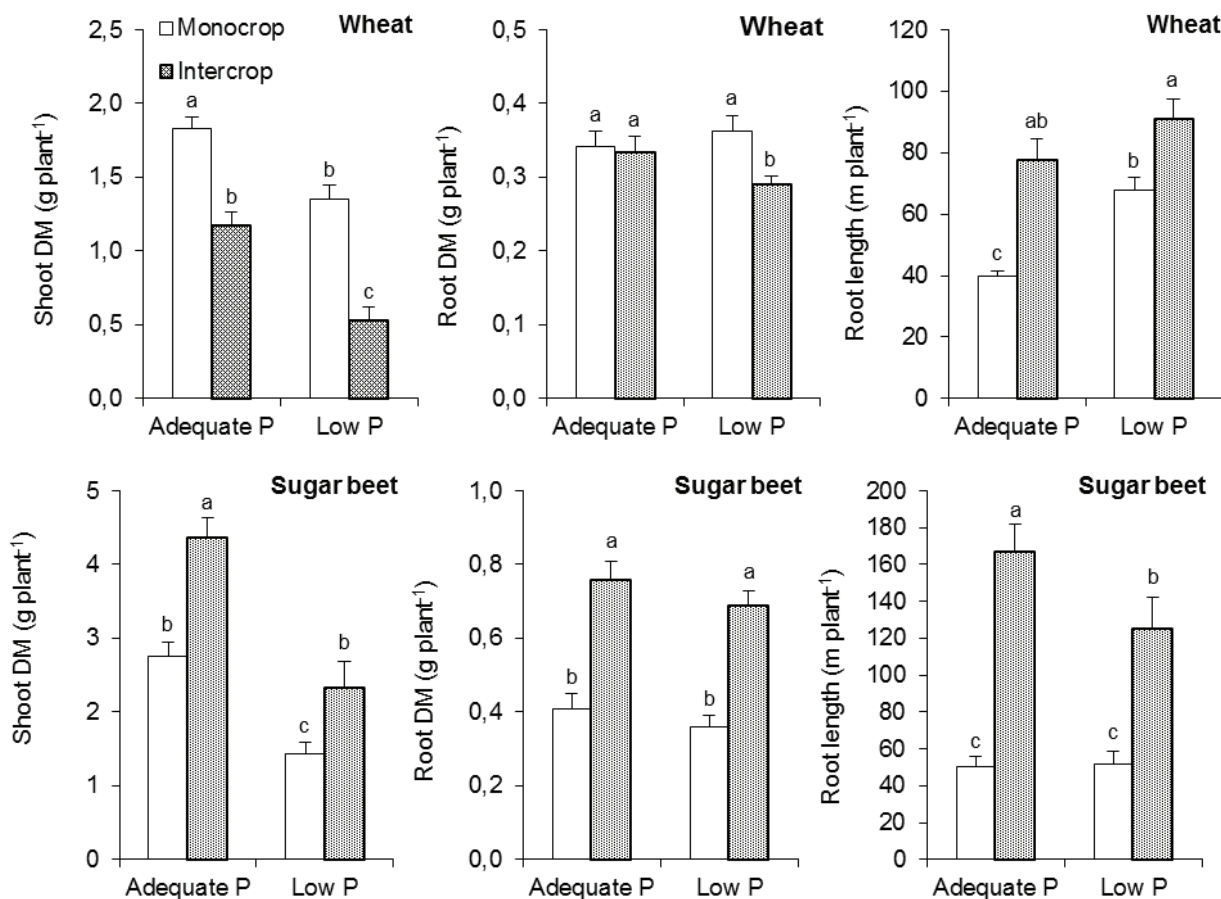 Wheat
Monocrop
Intercrop
Shoot DM (g plant-1)
2,5
2,0
1,5
1,0
0,5
0,0
a
b
b
c
Adequate P
Low P
Wheat
Root DM (g plant-1)
0,5
0,4
0,3
0,2
0,1
0,0
a
a
a
b
Adequate P
Low P
Wheat
Root length (m plant-1)
120
100
80
60
40
20
0
c
ab
b
a
Adequate P
Low P
Sugar beet
Shoot DM (g plant-1)
5
4
3
2
1
0
b
a
c
b
Adequate P
Low P
Sugar beet
Root DM (g plant-1)
1,0
0,8
0,6
0,4
0,2
0,0
b
a
b
a
Adequate P
Low P
Sugar beet
Root length (m plant-1)
200
180
160
140
120
100
80
60
40
20
0
c
a
c
b
Adequate P
Low P